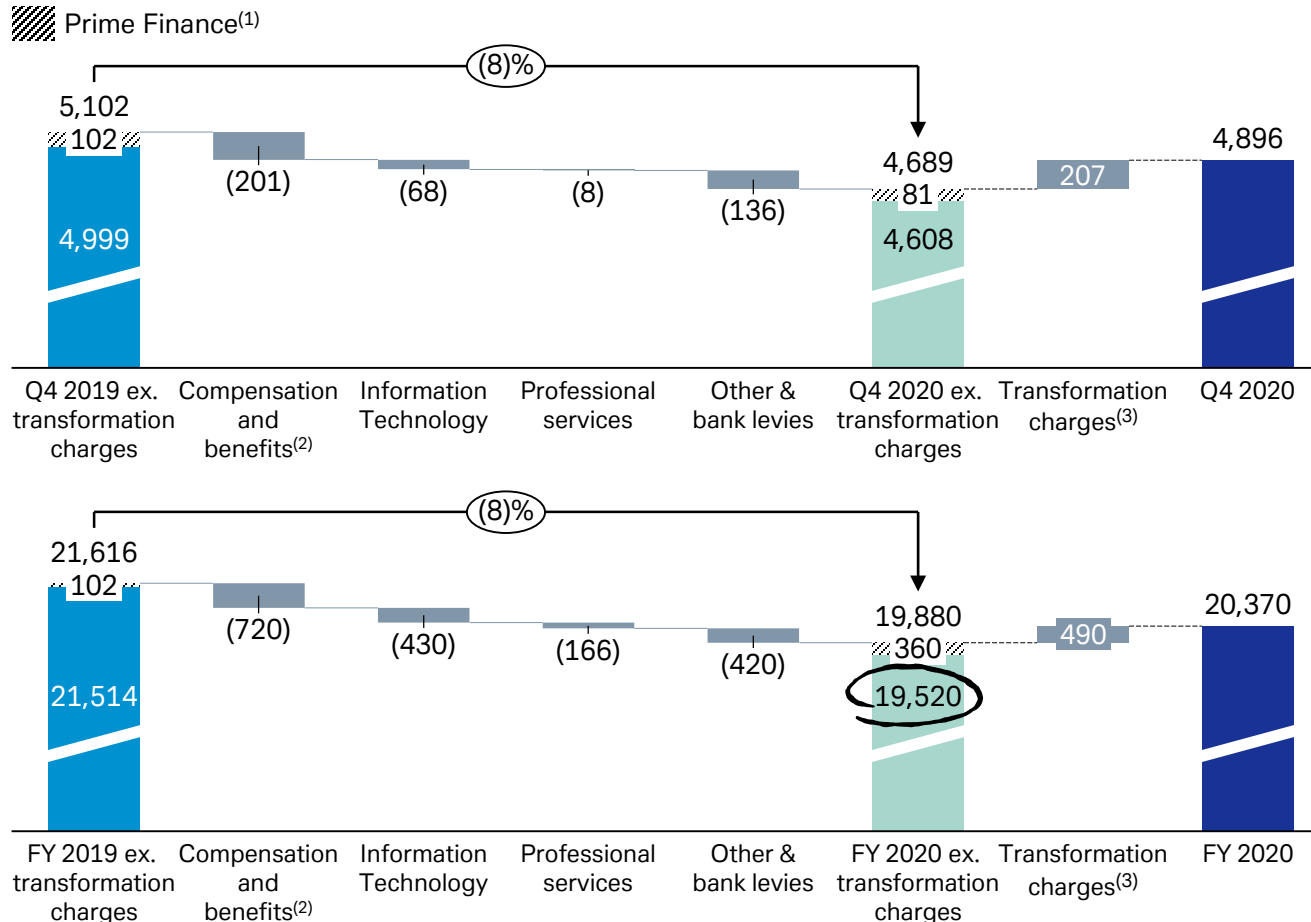 Prime Finance(1)
(8)%
5,102
102
4,999
(201)
(68)
(8)
(136)
4,689
81
4,608
207
4,896
Q4 2019 ex.
transformation
charges
Compensation
and
benefits(2)
Information
Technology
Professional
services
Other &
bank levies
Q4 2020 ex.
transformation
charges
Transformation
charges(3)
Q4 2020
(8)%
21,616
102
21,514
(720)
(430)
(166)
(420)
19,880
360
19,520
490
20,370
FY 2019 ex.
transformation
charges
Compensation
and
benefits(2)
Information
Technology
Professional
services
Other &
bank levies
FY 2020 ex.
transformation
charges
Transformation
charges(3)
FY 2020